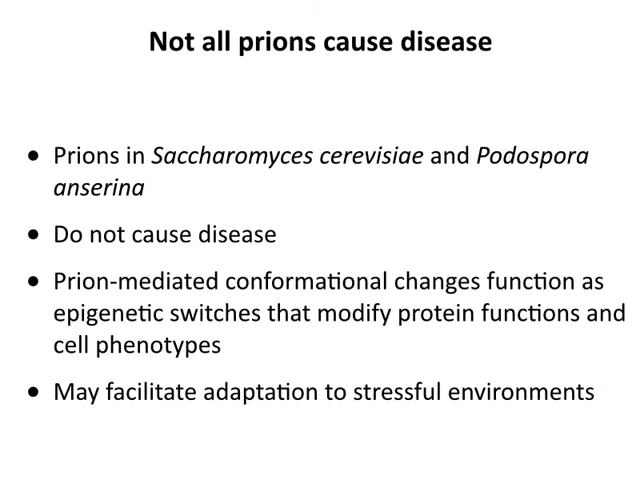 Not all prions cause disease
• Prions in Saccharomyces cerevisiae and Podospora
anserina
• Do not cause disease
• Prion-mediated conformational changes function as
epigenetic switches that modify protein functions and
cell phenotypes
• May facilitate adaptation to stressful environments